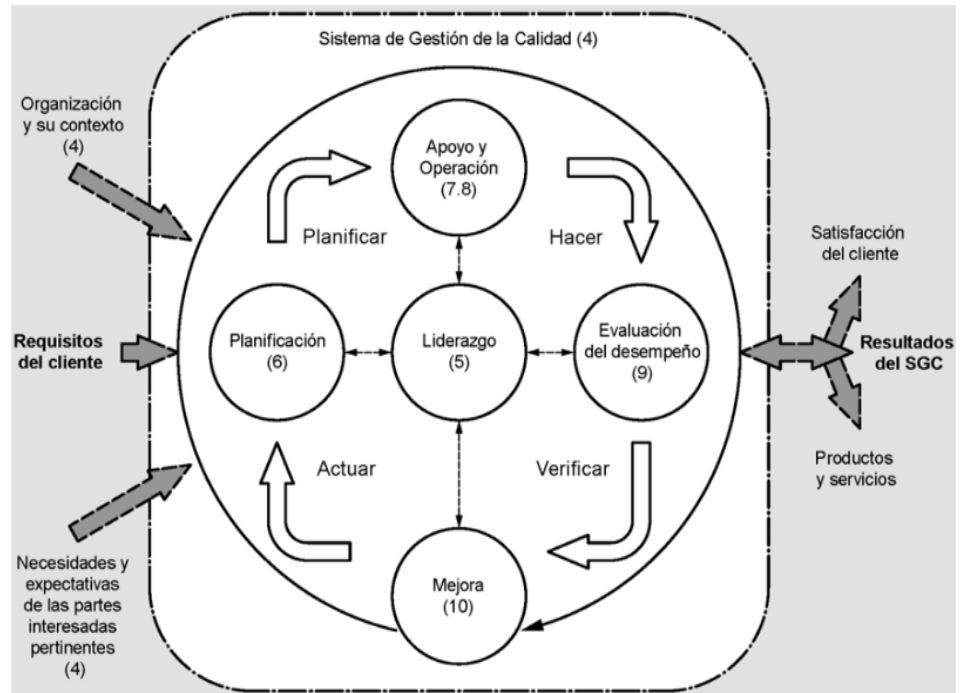 Sistema de Gestión de la Calidad (4)
Organización
y su contexto
(4)
Apoyo y
Operación
(7.8)
Planificar
Hacer
Satisfacción
del cliente
Requisitos
del cliente
Planificación
(6)
Liderazgo
(5)
Evaluación
del desempeño
(9)
Resultados
del SGC
Actuar
Verificar
Productos
y servicios
Necesidades y
expectativas
de las partes
interesadas
pertinentes
(4)
Mejora
(10)